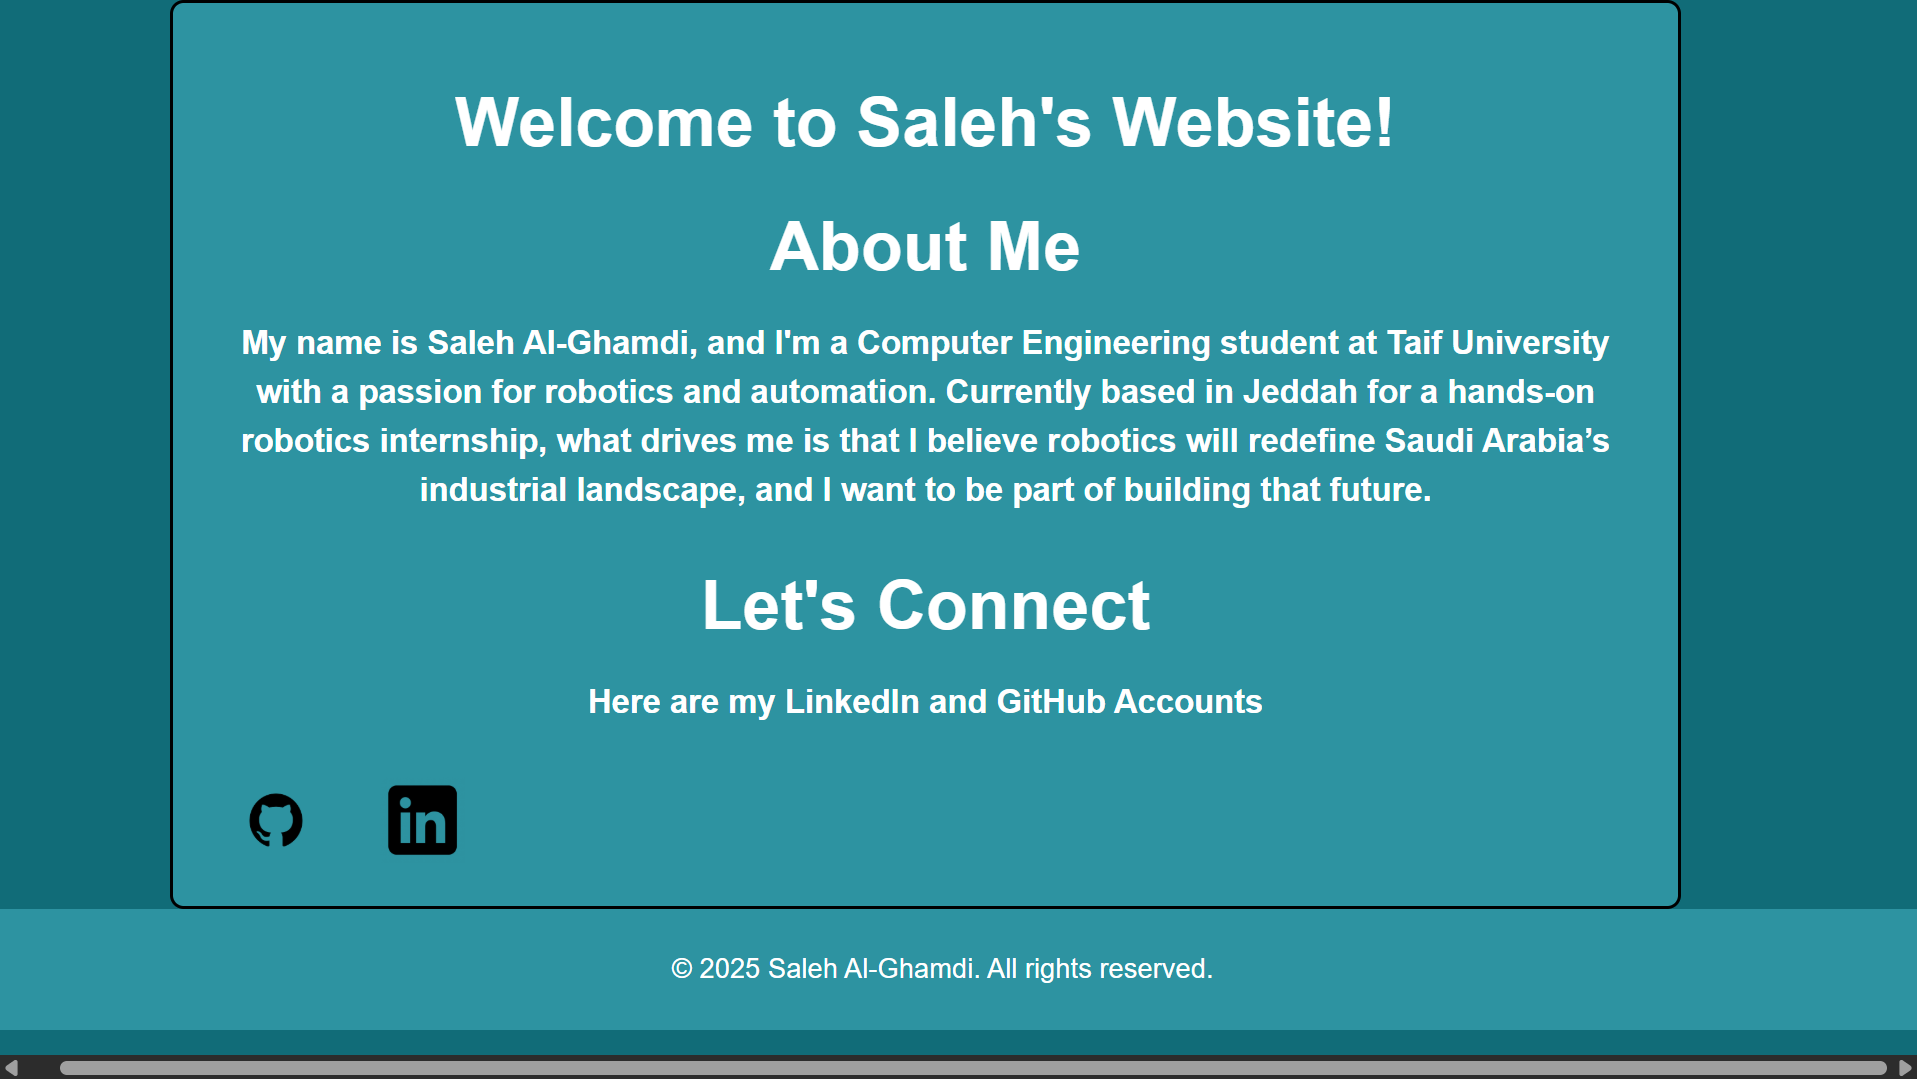 Welcome to Saleh's Website!
About Me
My name is Saleh Al-Ghamdi, and I'm a Computer Engineering student at Taif University
with a passion for robotics and automation. Currently based in Jeddah for a hands-on
robotics internship, what drives me is that I believe robotics will redefine Saudi Arabia’s
industrial landscape, and I want to be part of building that future.
Let's Connect
Here are my LinkedIn and GitHub Accounts
in
© 2025 Saleh Al-Ghamdi. All rights reserved.